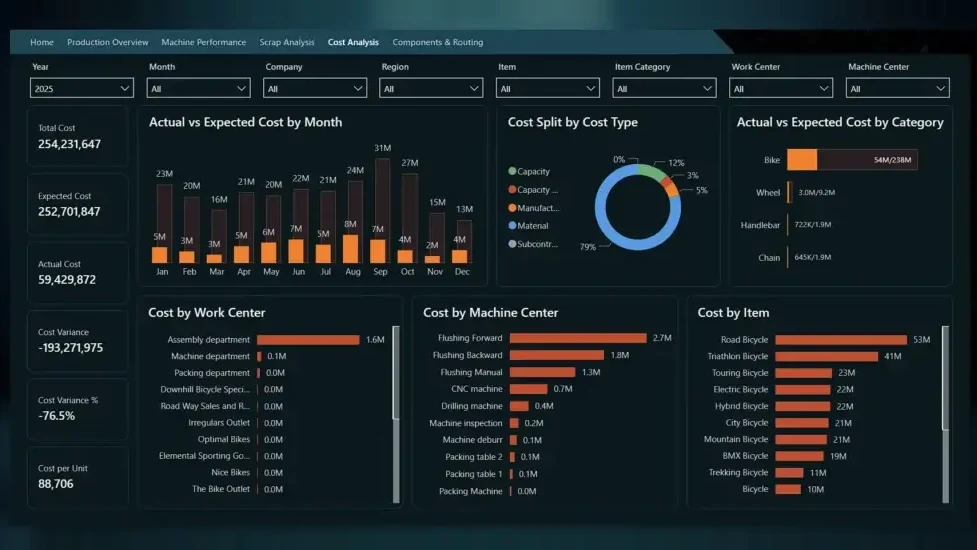 Home Production Overview Machine Performance Scrap Analysis Cost Analysis Components & Routing
Year Month Company Region Item Item Category Work Center Machine Center
2025 All All All All All All All
Total Cost
254,231,647
Expected Cost
252,701,847
Actual Cost
59,429,872
Cost Variance
-193,271,975
Cost Variance %
-76.5%
Cost per Unit
88,706
Actual vs Expected Cost by Month
23M 20M 16M 21M 20M 22M 21M 24M 31M 27M 15M 13M
5M 3M 3M 5M 6M 7M 5M 8M 7M 4M 2M 4M
Jan Feb Mar Apr May Jun Jul Aug Sep Oct Nov Dec
Cost Split by Cost Type
Capacity
Capacity ...
Manufact...
Material
Subcontr...
0%
12%
3%
5%
79%
Actual vs Expected Cost by Category
Bike 54M/238M
Wheel 3.0M/9.2M
Handlebar 722K/1.9M
Chain 645K/1.9M
Cost by Work Center
Assembly department 1.6M
Machine department 0.1M
Packing department 0.0M
Downhill Bicycle Speci... 0.0M
Road Way Sales and R... 0.0M
Irregulars Outlet 0.0M
Optimal Bikes 0.0M
Elemental Sporting Go... 0.0M
Nice Bikes 0.0M
The Bike Outlet 0.0M
Cost by Machine Center
Flushing Forward 2.7M
Flushing Backward 1.8M
Flushing Manual 1.3M
CNC machine 0.7M
Drilling machine 0.4M
Machine inspection 0.2M
Machine deburr 0.1M
Packing table 2 0.1M
Packing table 1 0.1M
Packing Machine 0.0M
Cost by Item
Road Bicycle 53M
Triathlon Bicycle 41M
Touring Bicycle 23M
Electric Bicycle 22M
Hybrid Bicycle 22M
City Bicycle 21M
Mountain Bicycle 21M
BMX Bicycle 19M
Trekking Bicycle 11M
Bicycle 10M